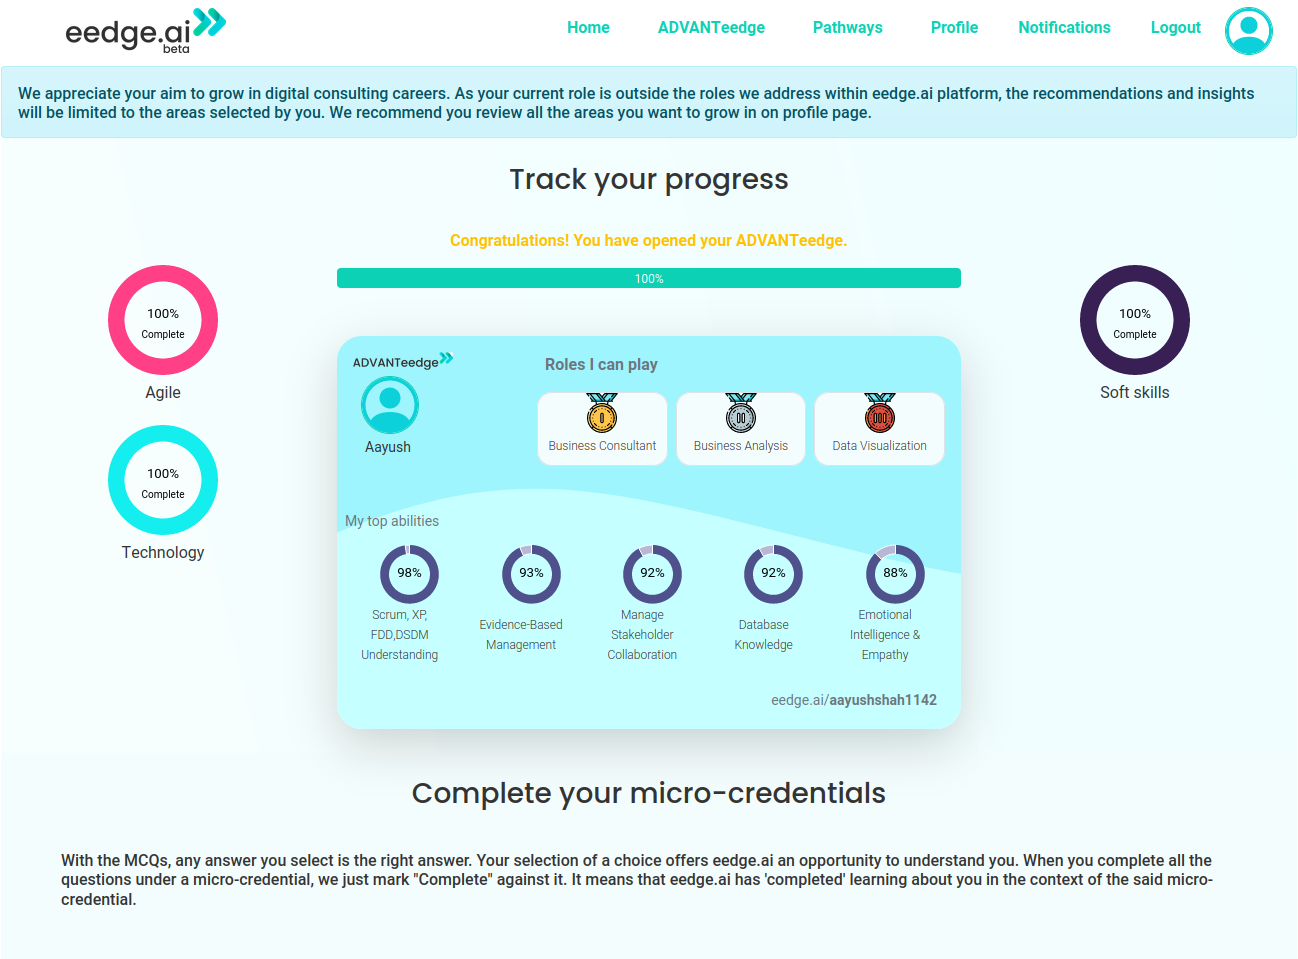 eedge.ai
beta
Home
ADVANTeedge
Pathways
Profile
Notifications
Logout
We appreciate your aim to grow in digital consulting careers. As your current role is outside the roles we address within eedge.ai platform, the recommendations and insights
will be limited to the areas selected by you. We recommend you review all the areas you want to grow in on profile page.
Track your progress
Congratulations! You have opened your ADVANTeedge.
100%
100%
Complete
Agile
100%
Complete
Technology
100%
Complete
Soft skills
ADVANTeedge
Aayush
Roles I can play
I
Business Consultant
II
Business Analysis
III
Data Visualization
My top abilities
98%
Scrum, XP,
FDD,DSDM
Understanding
93%
Evidence-Based
Management
92%
Manage
Stakeholder
Collaboration
92%
Database
Knowledge
88%
Emotional
Intelligence &
Empathy
eedge.ai/aayushshah1142
Complete your micro-credentials
With the MCQs, any answer you select is the right answer. Your selection of a choice offers eedge.ai an opportunity to understand you. When you complete all the
questions under a micro-credential, we just mark "Complete" against it. It means that eedge.ai has 'completed' learning about you in the context of the said micro-
credential.